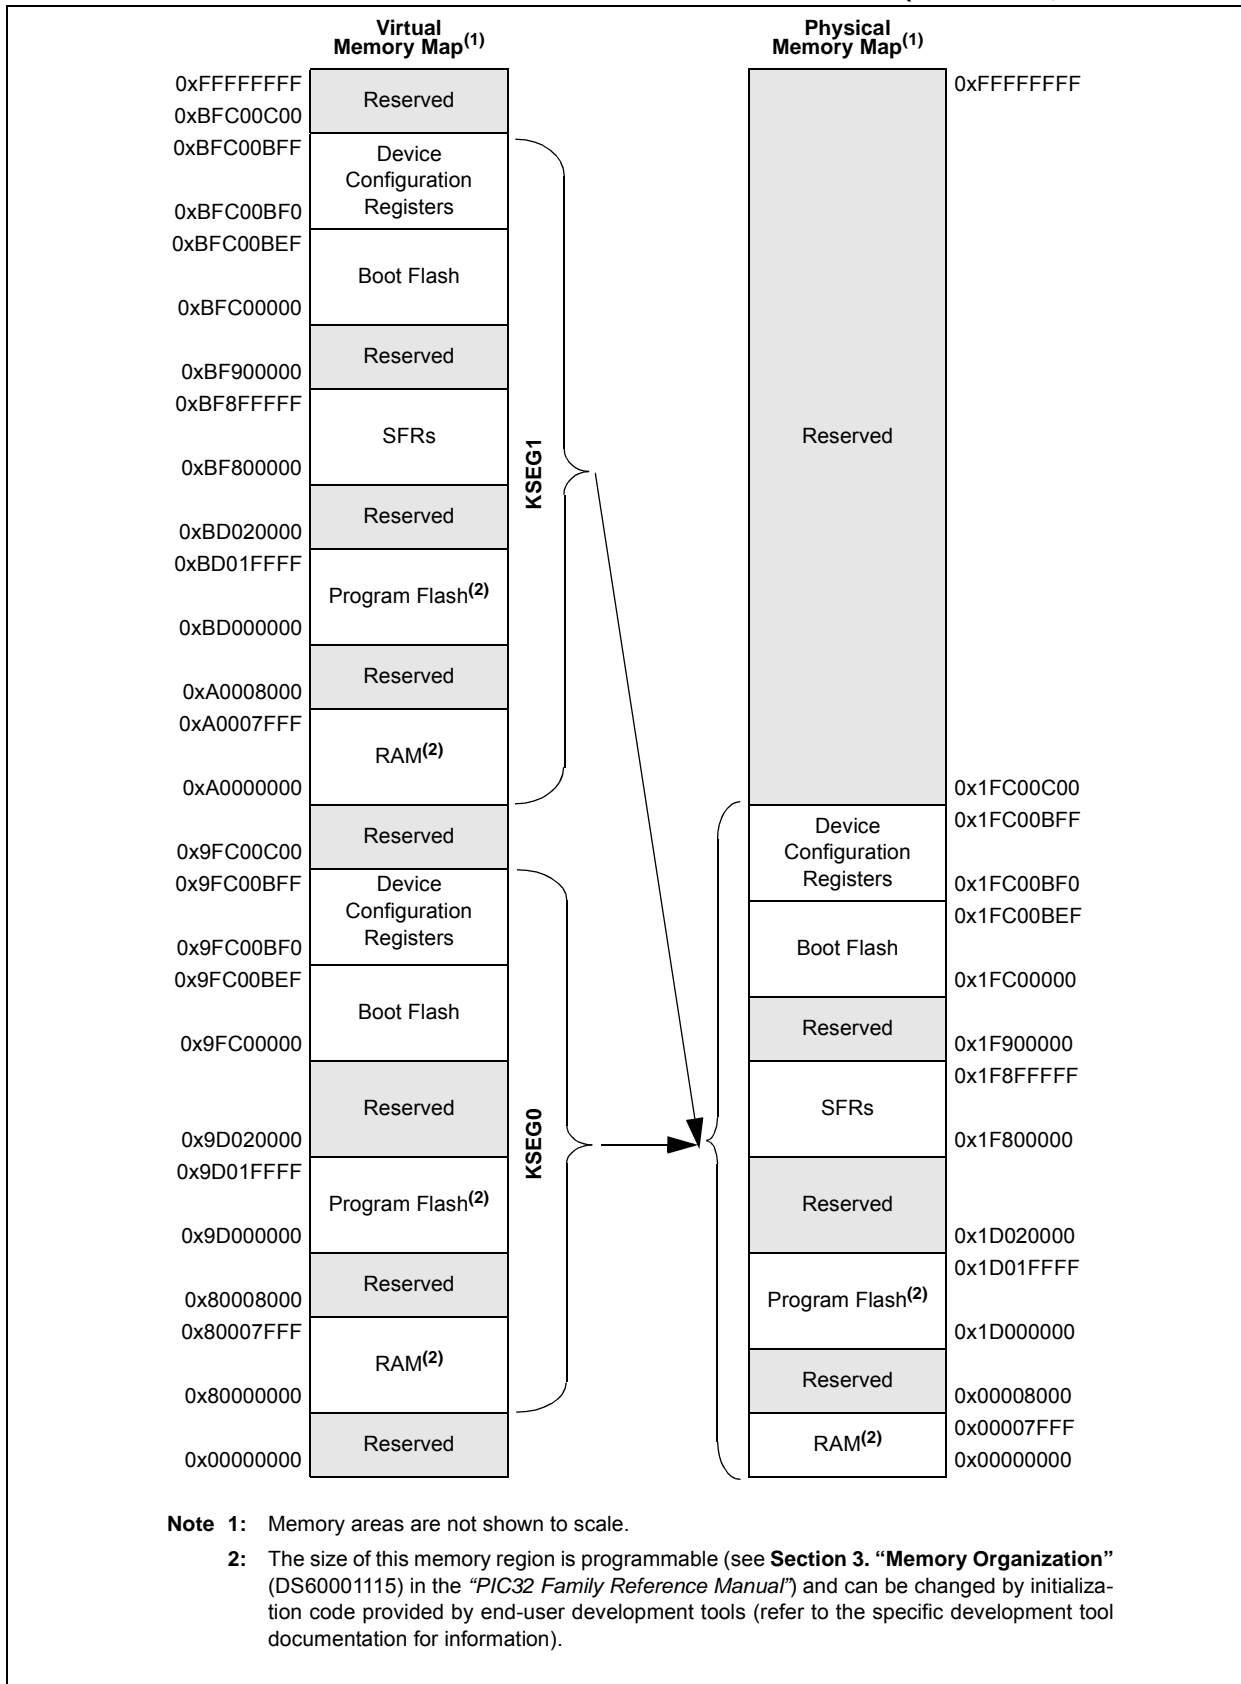 Virtual
Memory Map(1)
0xFFFFFFFF
Reserved
0xBFC00C00
0xBFC00BFF
Device
Configuration
Registers
0xBFC00BF0
0xBFC00BEF
Boot Flash
0xBFC00000
Reserved
0xBF900000
0xBF8FFFFF
SFRs
0xBF800000
Reserved
0xBD020000
0xBD01FFFF
Program Flash(2)
0xBD000000
Reserved
0xA0008000
0xA0007FFF
RAM(2)
0xA0000000
KSEG1
Reserved
0x9FC00C00
0x9FC00BFF
Device
Configuration
Registers
0x9FC00BF0
0x9FC00BEF
Boot Flash
0x9FC00000
Reserved
0x9D020000
0x9D01FFFF
Program Flash(2)
0x9D000000
Reserved
0x80008000
0x80007FFF
RAM(2)
0x80000000
KSEG0
Reserved
0x00000000
Physical
Memory Map(1)
0xFFFFFFFF
Reserved
0x1FC00C00
0x1FC00BFF
Device
Configuration
Registers
0x1FC00BF0
0x1FC00BEF
Boot Flash
0x1FC00000
Reserved
0x1F900000
0x1F8FFFFF
SFRs
0x1F800000
Reserved
0x1D020000
0x1D01FFFF
Program Flash(2)
0x1D000000
Reserved
0x00008000
0x00007FFF
RAM(2)
0x00000000
Note 1: Memory areas are not shown to scale.
2: The size of this memory region is programmable (see Section 3. “Memory Organization”
(DS60001115) in the “PIC32 Family Reference Manual”) and can be changed by initializa-
tion code provided by end-user development tools (refer to the specific development tool
documentation for information).